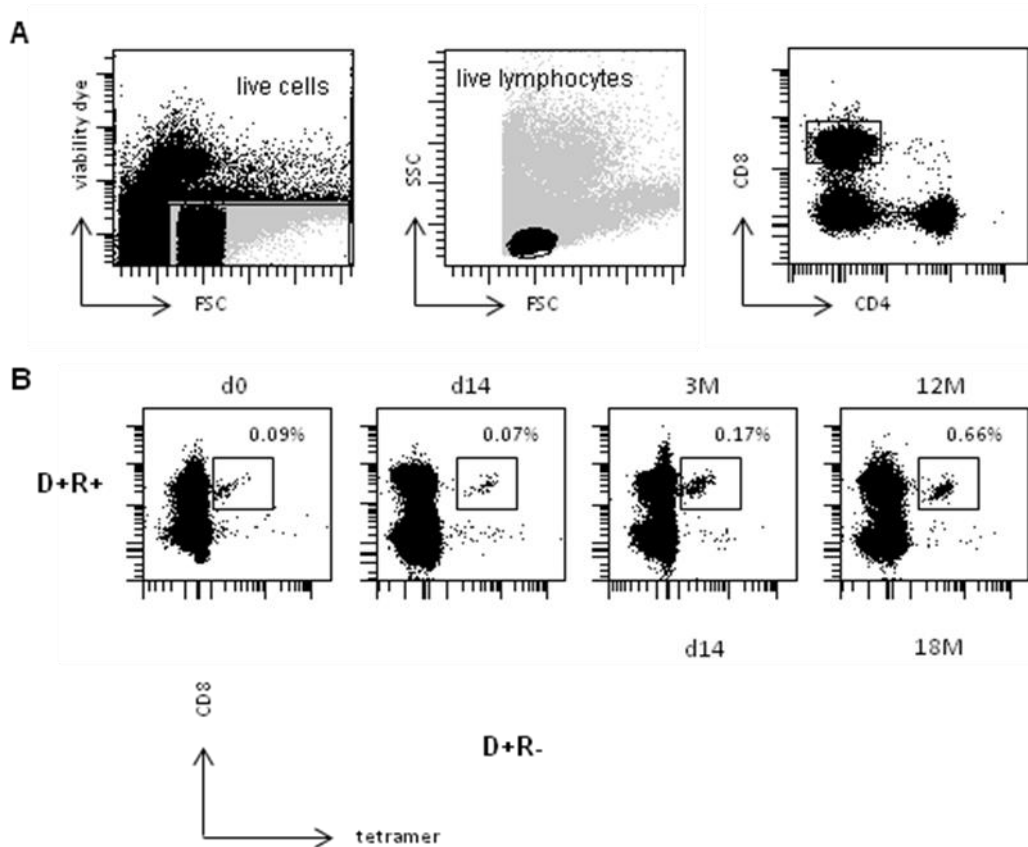 A
viability dye
live cells
FSC
SSC
live lymphocytes
FSC
CD8
CD4
B
d0
d14
3M
12M
D+R+
0.09%
0.07%
0.17%
0.66%
d14
18M
CD8
D+R-
tetramer